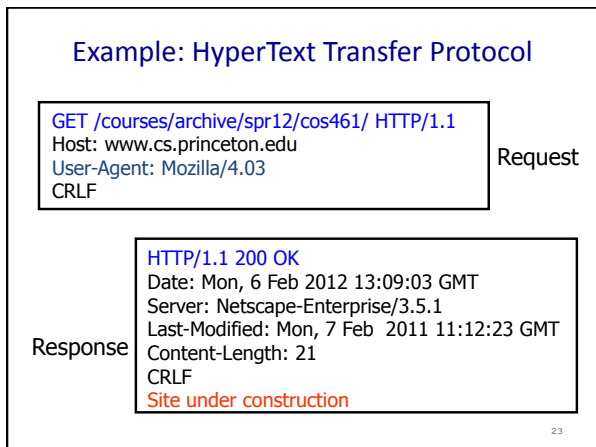 Example: HyperText Transfer Protocol
GET /courses/archive/spr12/cos461/ HTTP/1.1
Host: www.cs.princeton.edu
User-Agent: Mozilla/4.03
CRLF
Request
HTTP/1.1 200 OK
Date: Mon, 6 Feb 2012 13:09:03 GMT
Server: Netscape-Enterprise/3.5.1
Last-Modified: Mon, 7 Feb 2011 11:12:23 GMT
Content-Length: 21
CRLF
Site under construction
Response
23